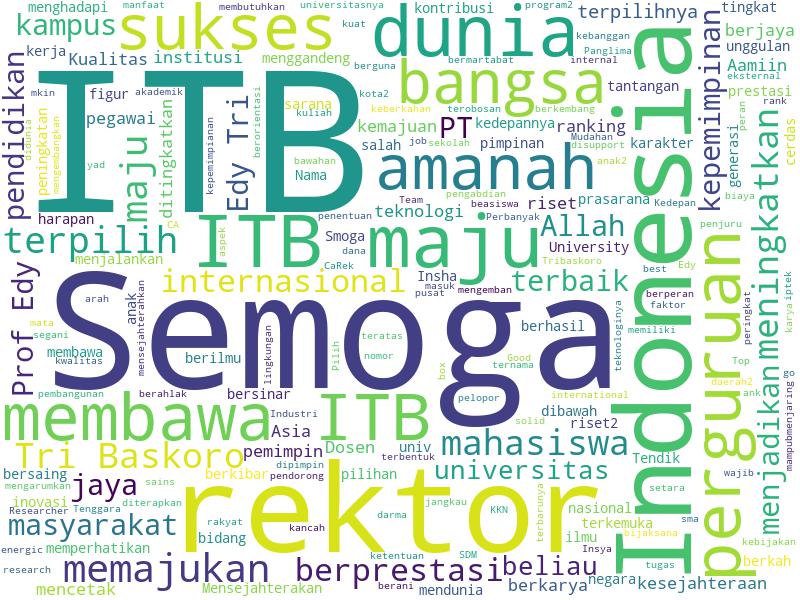 menghadapi
manfaat
membutuhkan
universitasnya
kontribusi
program2
terpilihnya
tingkat
kampus
sukses
kuat
dunia
bermartabat
kebanggan
Panglima
berjaya
kerja
Kualitas
institusi
menggandeng
berguna
internal
unggulan
eksternal
Aamiin
pendidikan
mkin
figur
akademik
ITB
bangsa
tantangan
prestasi
pegawai
sarana
kuliah
kota2
keberkahan
terobosan
berkembang
rank
peningkatan
mengembangkan
didunia
maju
ditingkatkan
kepemimpianan
Edy Tri
berorientasi
kemajuan
PT
kedepannya
ranking
Mudahan
disupport
karakter
kepemimpinan
generasi
peran
cerdas
salah
job
sekolah
pimpinan
anak2
yad
bawahan
Nama
amanah
pengabdian
beasiswa
riset
prasarana
Kedepan
biaya
harapan
CA
penentuan
Team
teknologi
Perbanyak
Indonesia
penjuru
terpilih
aspek
ITB
Smoga
dana
maju
Allah
University
Tribaskoro
best
Edy
menjalankan
CaRek
internasional
Insha
masuk
pusat
mengemban
terbaik
berperan
faktor
perguruan
peringkat
meningkatkan
karya
iptek
Prof Edy
arah
mata
segani
membawa
kwalitas
anak
mensejahterahkan
Semoga
berilmu
lingkungan
Pilih
teratas
nomor
box
Good
ternama
berhasil
teknologinya
memiliki
Top
go
pembangunan
berahlak
bersinar
pelopor
international
daerah2
menjadikan
mampubmenjaring
membawa
Industri
ITB
solid
dibawah
riset2
ank
Tri Baskoro
Asia
Dosen
univ
mahasiswa
Tendik
bersaing
pemimpin
terbentuk
berkibar
dipimpin
pendorong
pilihan
universitas
wajib
mengarumkan
sains
jaya
rektor
jangkau
setara
inovasi
Researcher
Tenggara
diterapkan
rakyat
kancah
darma
KKN
terbarunya
nasional
sma
masyarakat
bidang
terkemuka
bijaksana
energic
memperhatikan
ketentuan
SDM
ilmu
Insya
kebijakan
research
memajukan
berprestasi
beliau
negara
tugas
berkah
mencetak
Mensejahterakan
berani
mendunia
berkarya
kesejahteraan